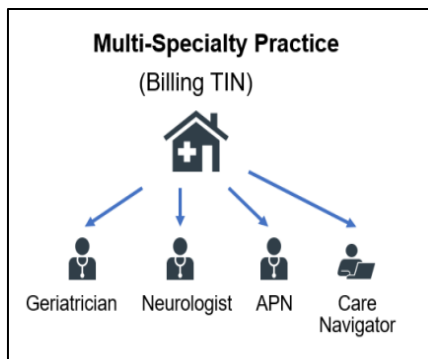 Multi-Specialty Practice
(Billing TIN)
Geriatrician Neurologist APN Care
Navigator